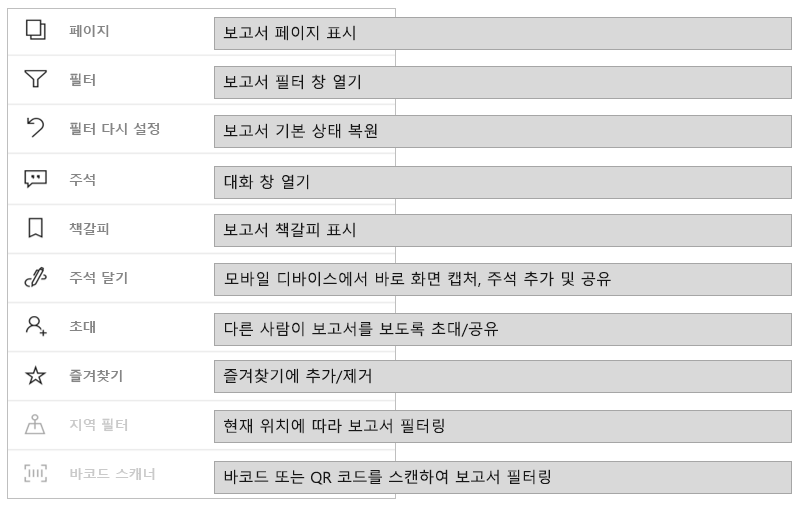 페이지
보고서 페이지 표시
필터
보고서 필터 창 열기
필터 다시 설정
보고서 기본 상태 복원
주석
대화 창 열기
책갈피
보고서 책갈피 표시
주석 달기
모바일 디바이스에서 바로 화면 캡처, 주석 추가 및 공유
초대
다른 사람이 보고서를 보도록 초대/공유
즐겨찾기
즐겨찾기에 추가/제거
지역 필터
현재 위치에 따라 보고서 필터링
바코드 스캐너
바코드 또는 QR 코드를 스캔하여 보고서 필터링